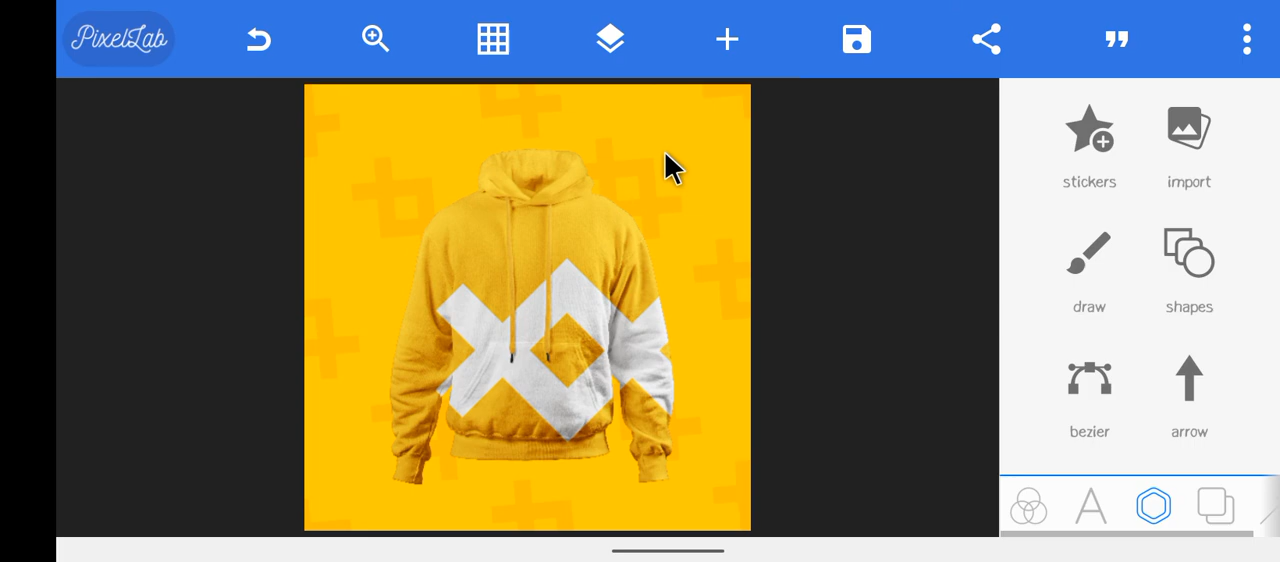 PixelLab
stickers
import
draw
shapes
bezier
arrow